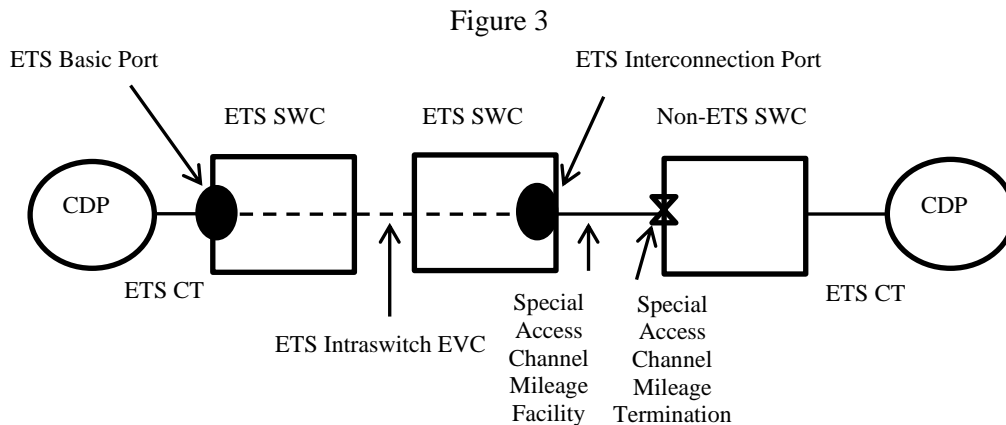 Figure 3
ETS Basic Port
ETS Interconnection Port
ETS SWC
ETS SWC
Non-ETS SWC
CDP
CDP
ETS CT
ETS CT
ETS Intraswitch EVC
Special
Access
Channel
Mileage
Facility
Special
Access
Channel
Mileage
Termination